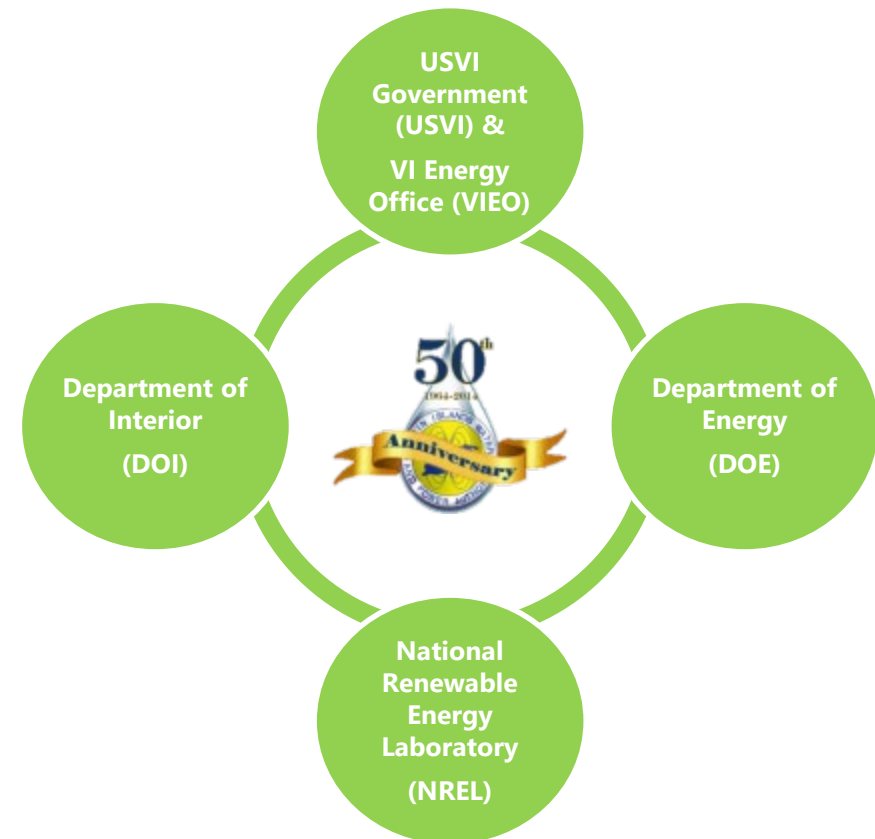 USVI
Government
(USVI) &
VI Energy
Office (VIEO)
Department of
Interior
(DOI)
50th
1964-2014
Anniversary
Department of
Energy
(DOE)
National
Renewable
Energy
Laboratory
(NREL)